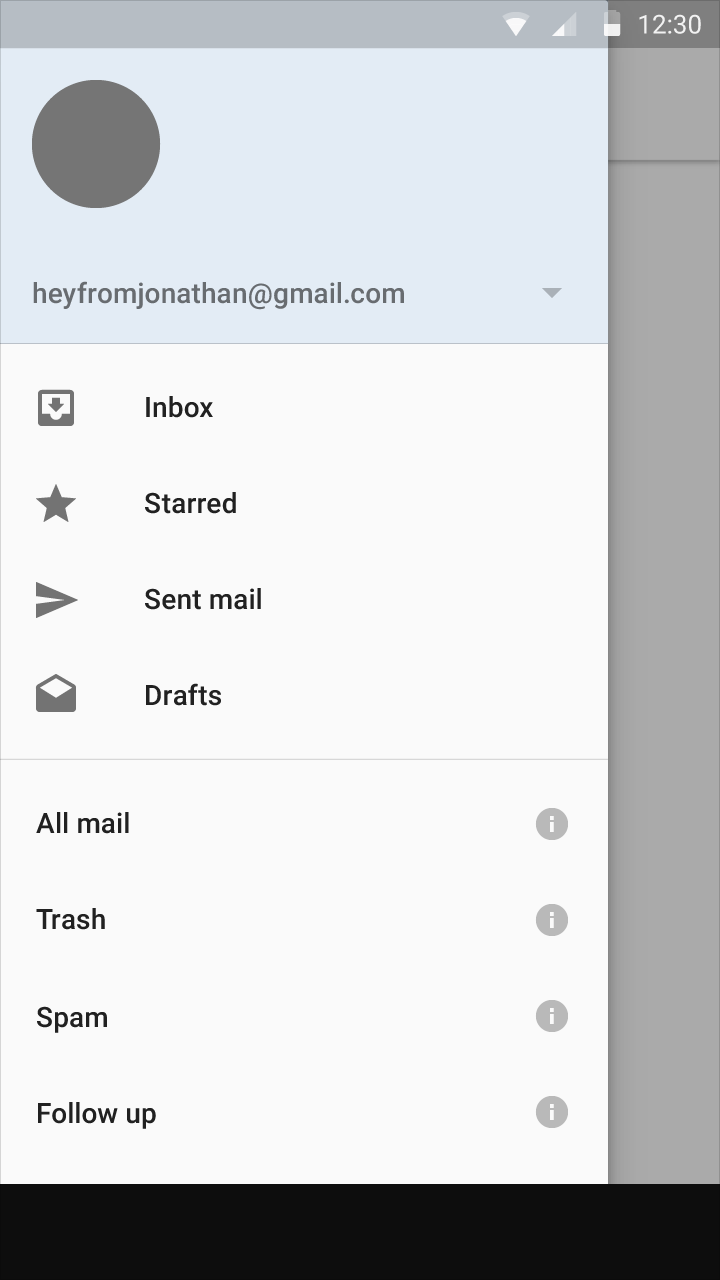 12:30
heyfromjonathan@gmail.com
Inbox
Starred
Sent mail
Drafts
All mail
Trash
Spam
Follow up